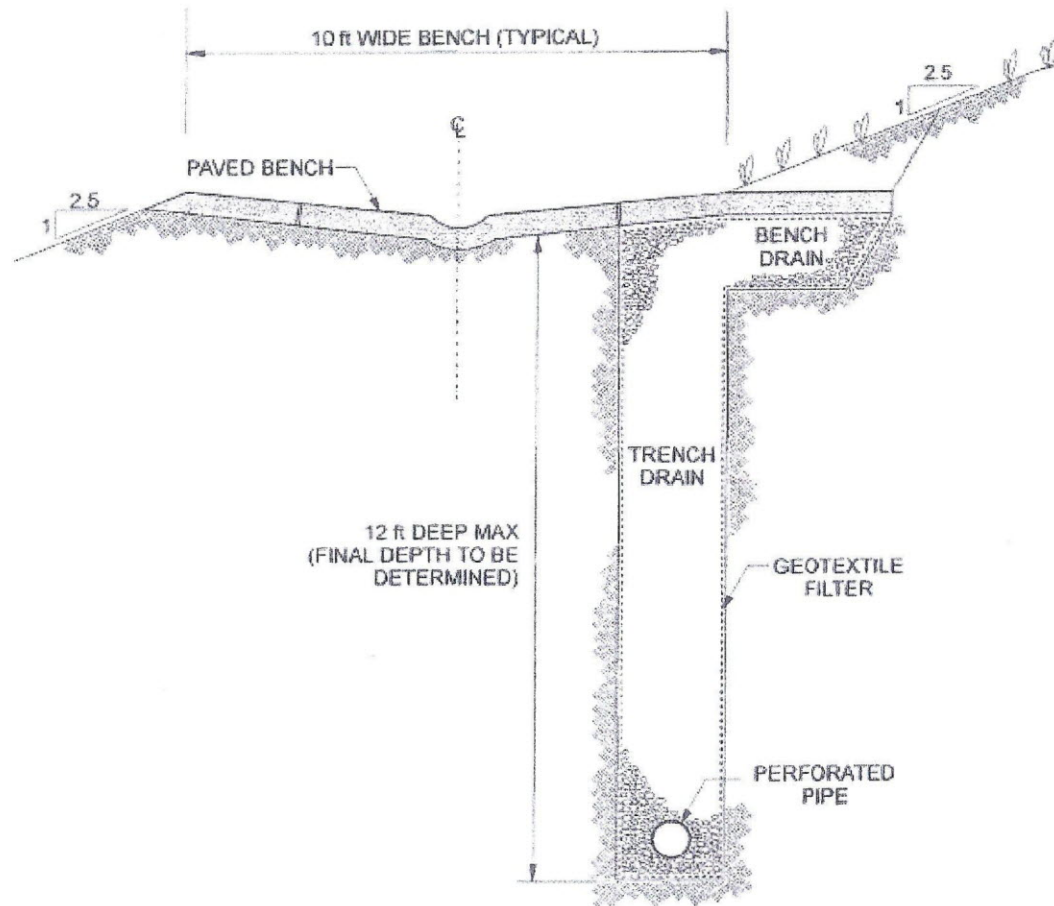 10 ft WIDE BENCH (TYPICAL)
2.5
1
℄
PAVED BENCH
2.5
1
BENCH
DRAIN
TRENCH
DRAIN
12 ft DEEP MAX
(FINAL DEPTH TO BE
DETERMINED)
GEOTEXTILE
FILTER
PERFORATED
PIPE